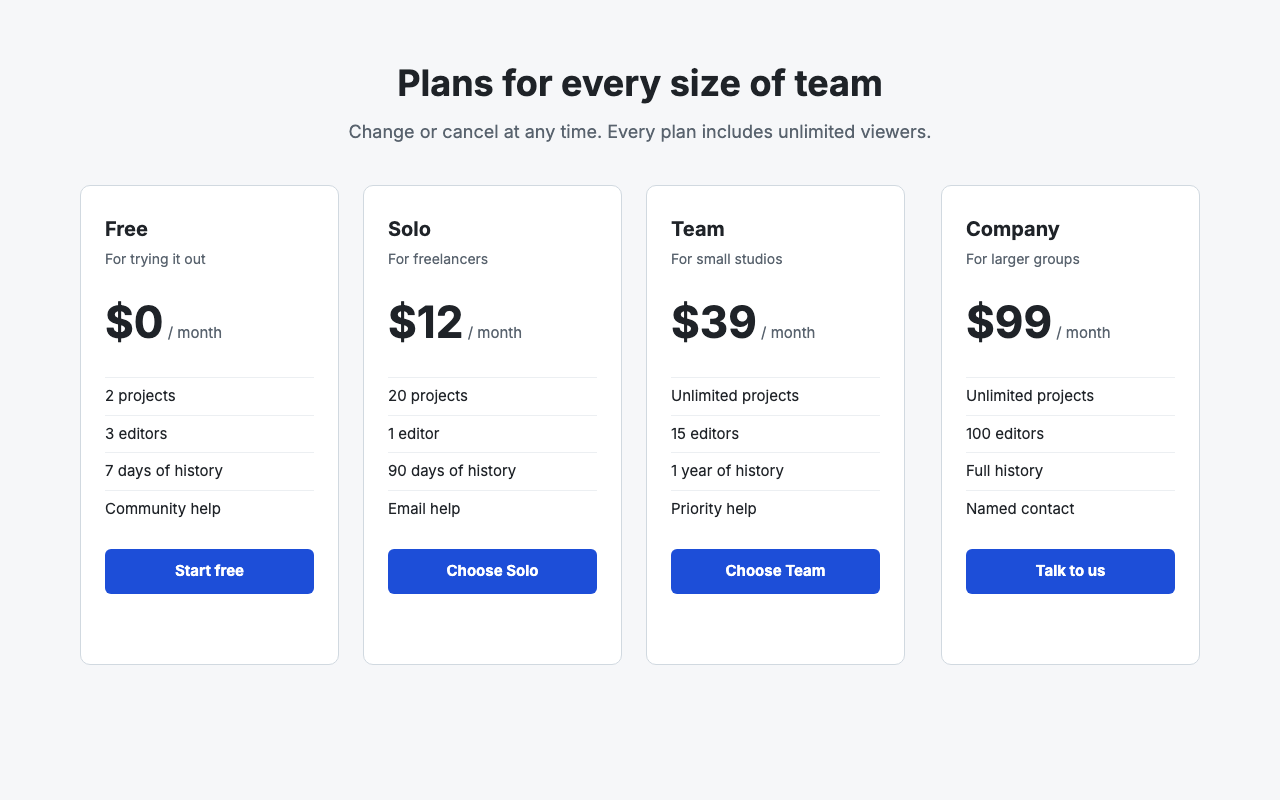 Plans for every size of team
Change or cancel at any time. Every plan includes unlimited viewers.
Free
For trying it out
$0 / month
2 projects
3 editors
7 days of history
Community help
Start free
Solo
For freelancers
$12 / month
20 projects
1 editor
90 days of history
Email help
Choose Solo
Team
For small studios
$39 / month
Unlimited projects
15 editors
1 year of history
Priority help
Choose Team
Company
For larger groups
$99 / month
Unlimited projects
100 editors
Full history
Named contact
Talk to us